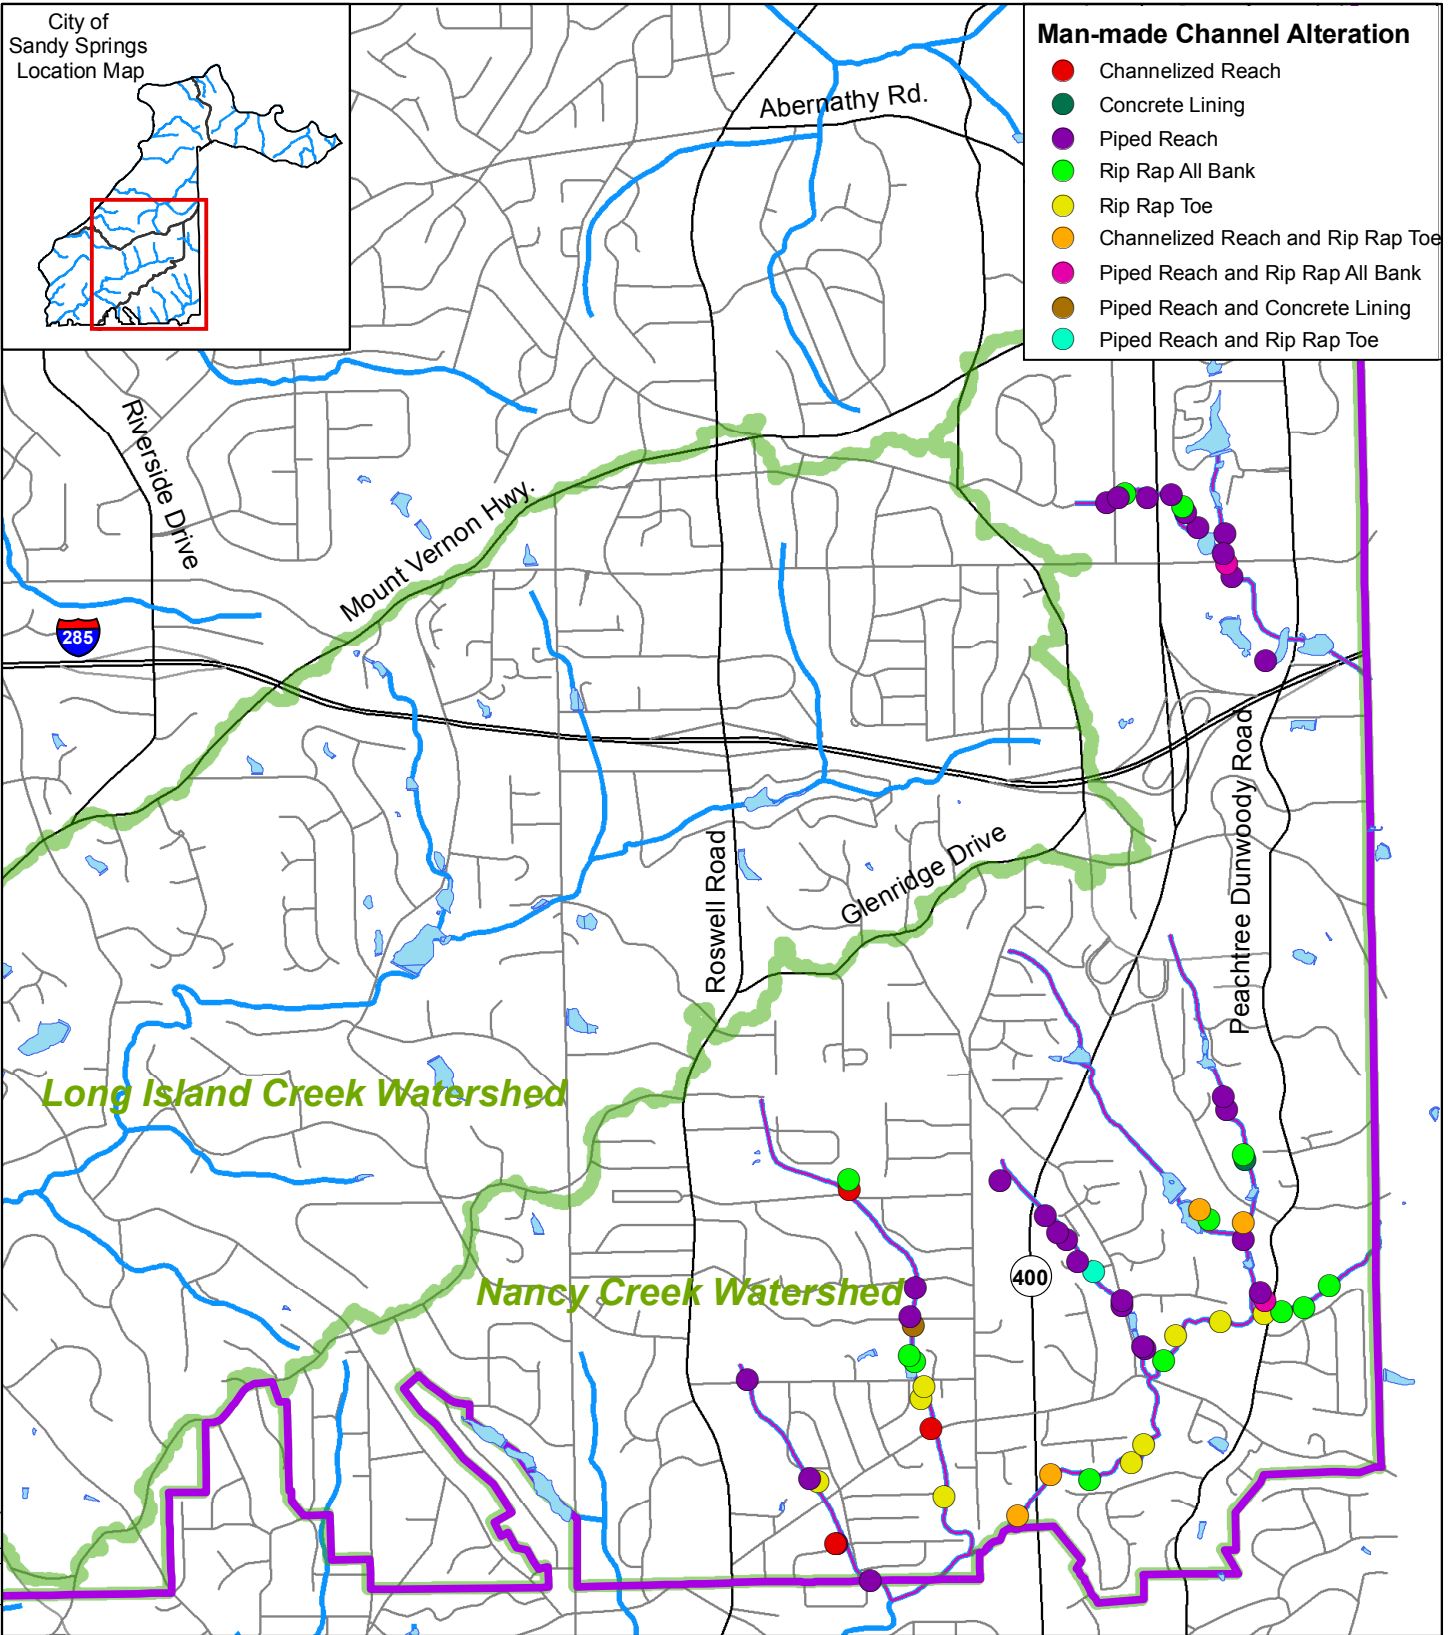 City of
Sandy Springs
Location Map
Man-made Channel Alteration
Channelized Reach
Concrete Lining
Piped Reach
Rip Rap All Bank
Rip Rap Toe
Channelized Reach and Rip Rap Toe
Piped Reach and Rip Rap All Bank
Piped Reach and Concrete Lining
Piped Reach and Rip Rap Toe
Abernathy Rd.
Riverside Drive
Mount Vernon Hwy.
285
Peachtree Dunwoody Road
Roswell Road
Glenridge Drive
Long Island Creek Watershed
Nancy Creek Watershed
400